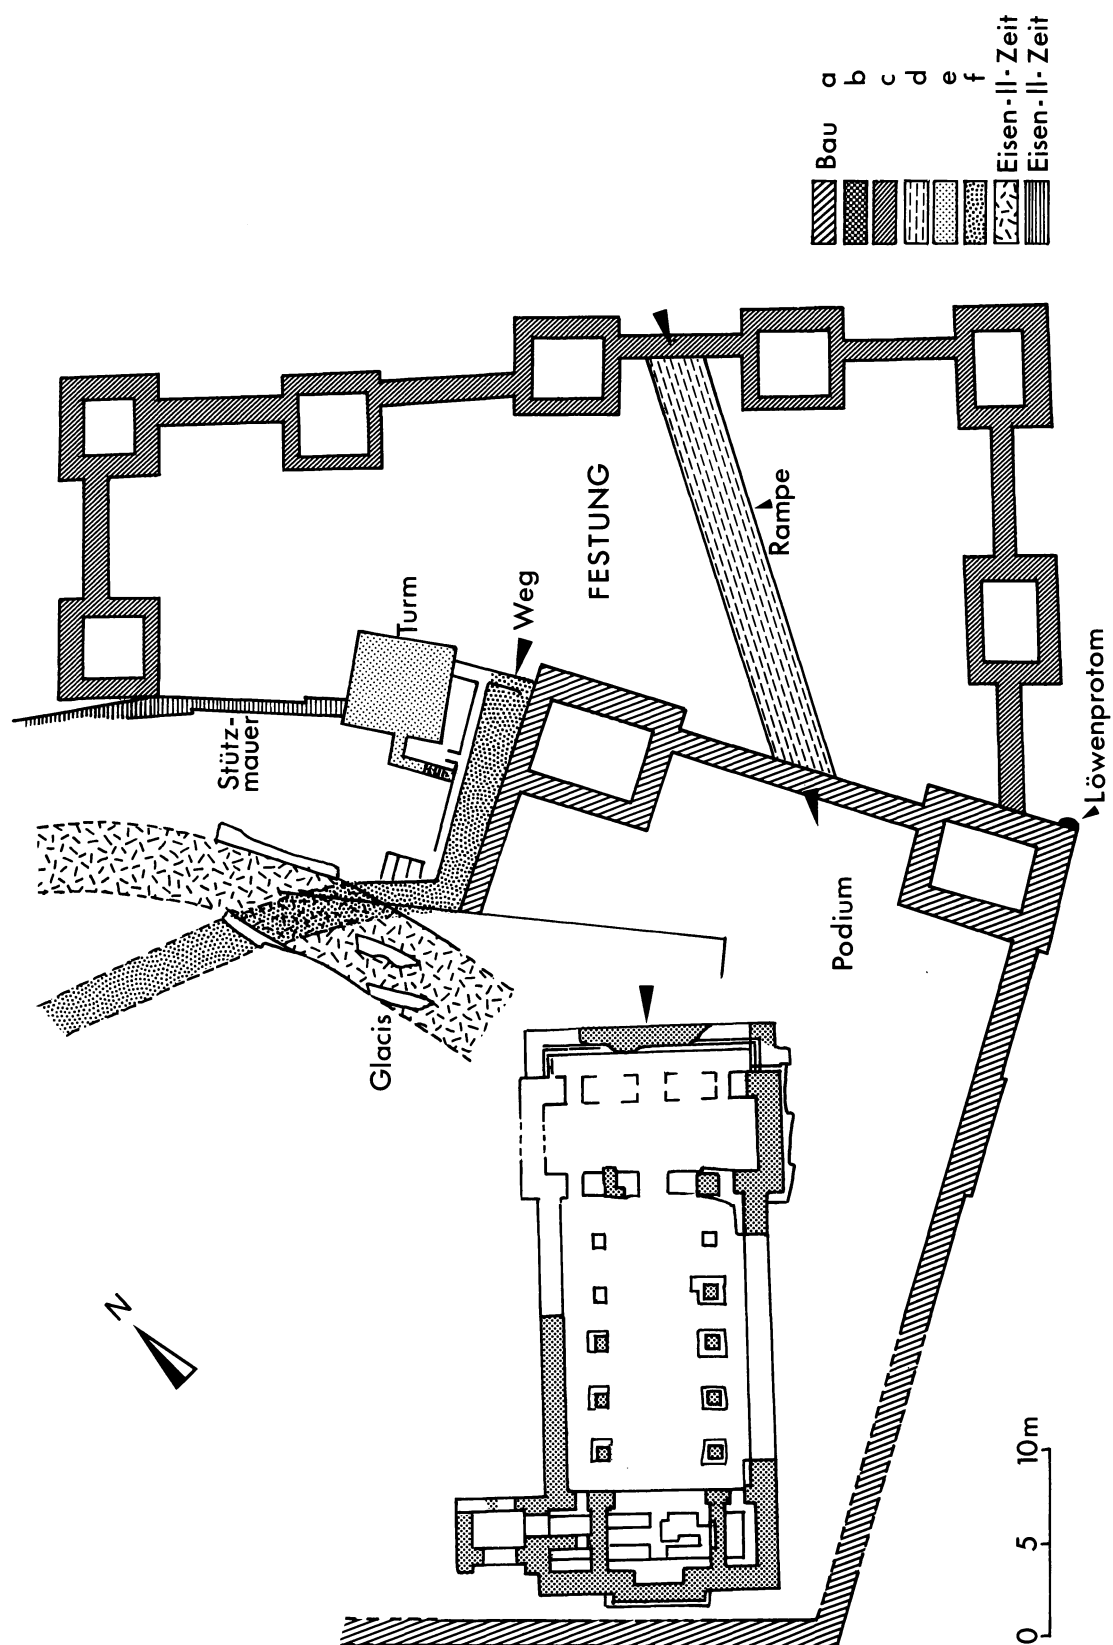 Bau a
b
c
d
e
f
Eisen-II-Zeit
Eisen-II-Zeit
FESTUNG
Rampe
Turm
Weg
Stütz-
mauer
Löwenprotom
Podium
Glacis
N
0 5 10m